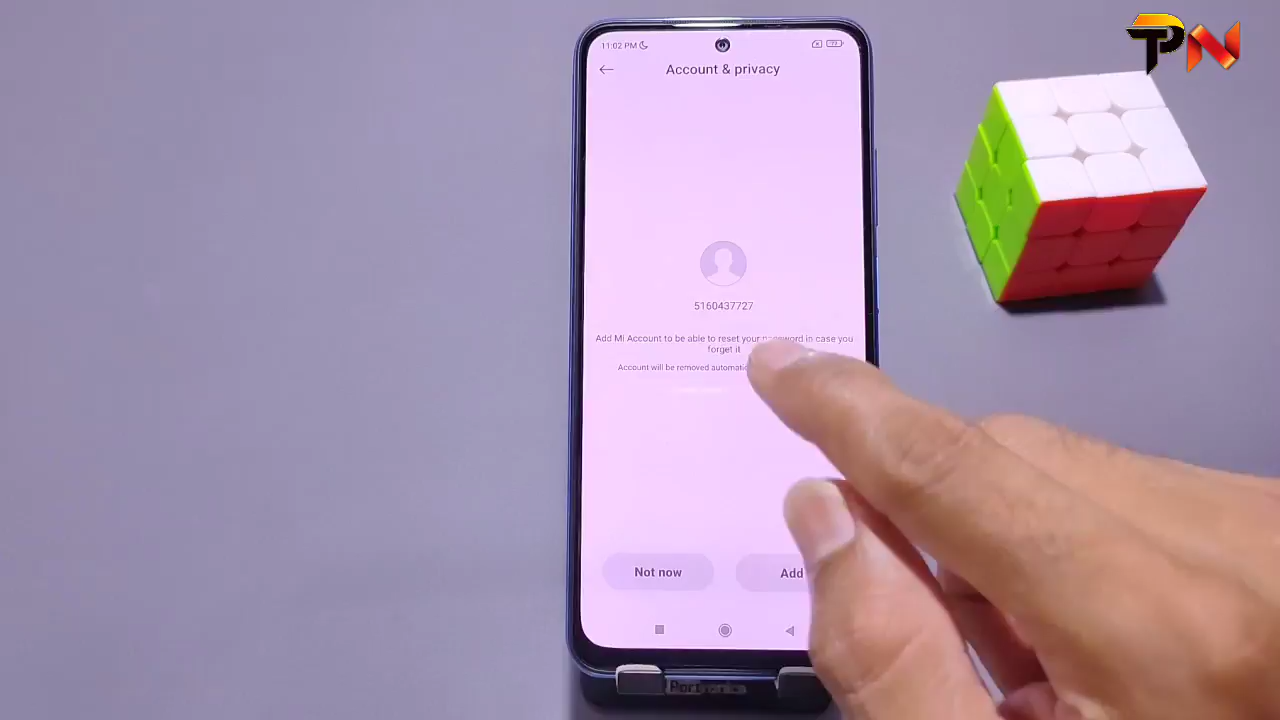 PN
11:02 PM
Account & privacy
5160437727
Add Mi Account to be able to reset your password in case you
forget it
Account will be removed
Not now
Add